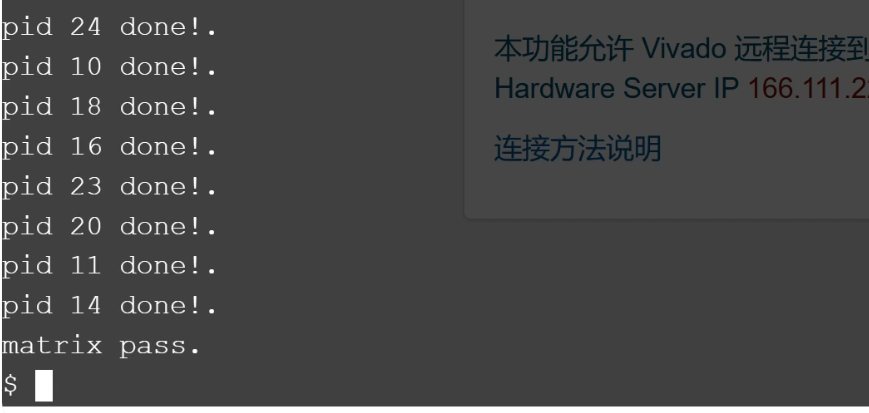 pid 24 done!.
pid 10 done!.
pid 18 done!.
pid 16 done!.
pid 23 done!.
pid 20 done!.
pid 11 done!.
pid 14 done!.
matrix pass.
$
本功能允许 Vivado 远程连接到
Hardware Server IP 166.111.2
连接方法说明